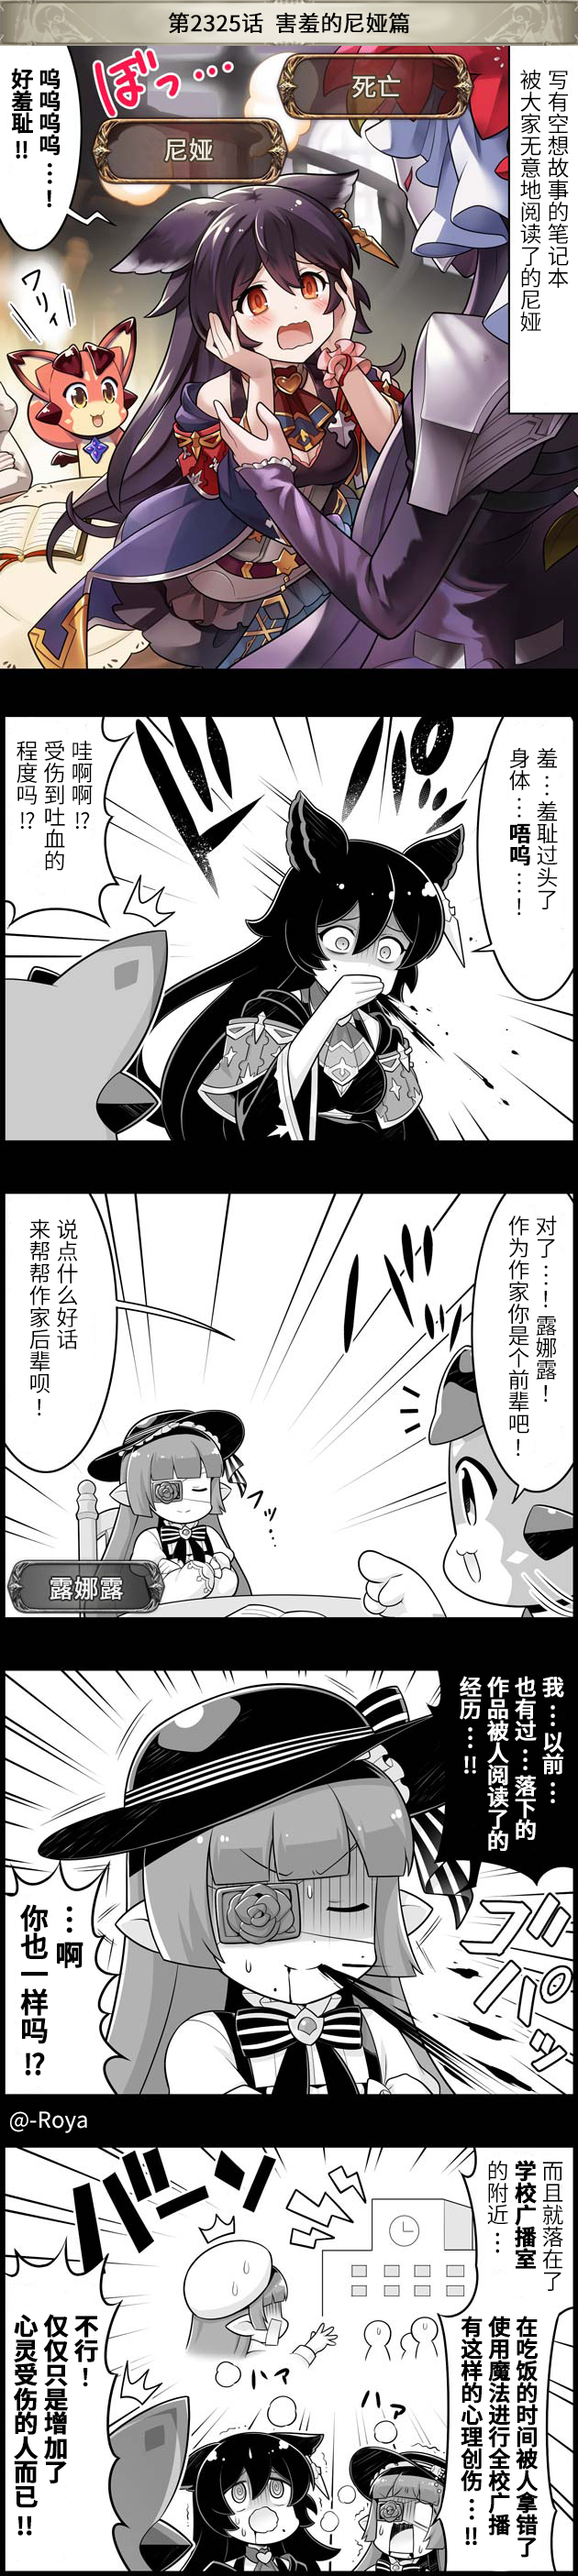 第2325话 害羞的尼娅篇
写有空想故事的笔记本
被大家无意地阅读了的尼娅
死亡
ぼっ…
尼娅
呜呜呜呜…！
好羞耻！！
ワリィ
羞…羞耻过头了
身体…唔呜…！
哇啊啊！？
受伤到吐血的
程度吗！？
对了…！露娜露！
作为作家你是个前辈吧！
说点什么好话
来帮帮作家后辈呗！
スッ…
露娜露
我…以前…
也有过…落下的
作品被人阅读了的
经历…！！
ゴパァッ
…啊
你也一样吗！？
@-Roya
而且就落在了
学校广播室
的附近…
バーン
在吃饭的时间被人拿错了
使用魔法进行全校广播
有这样的心理创伤…！！
ハァ
ハァ
不行！
仅仅只是增加了
心灵受伤的人而已！！